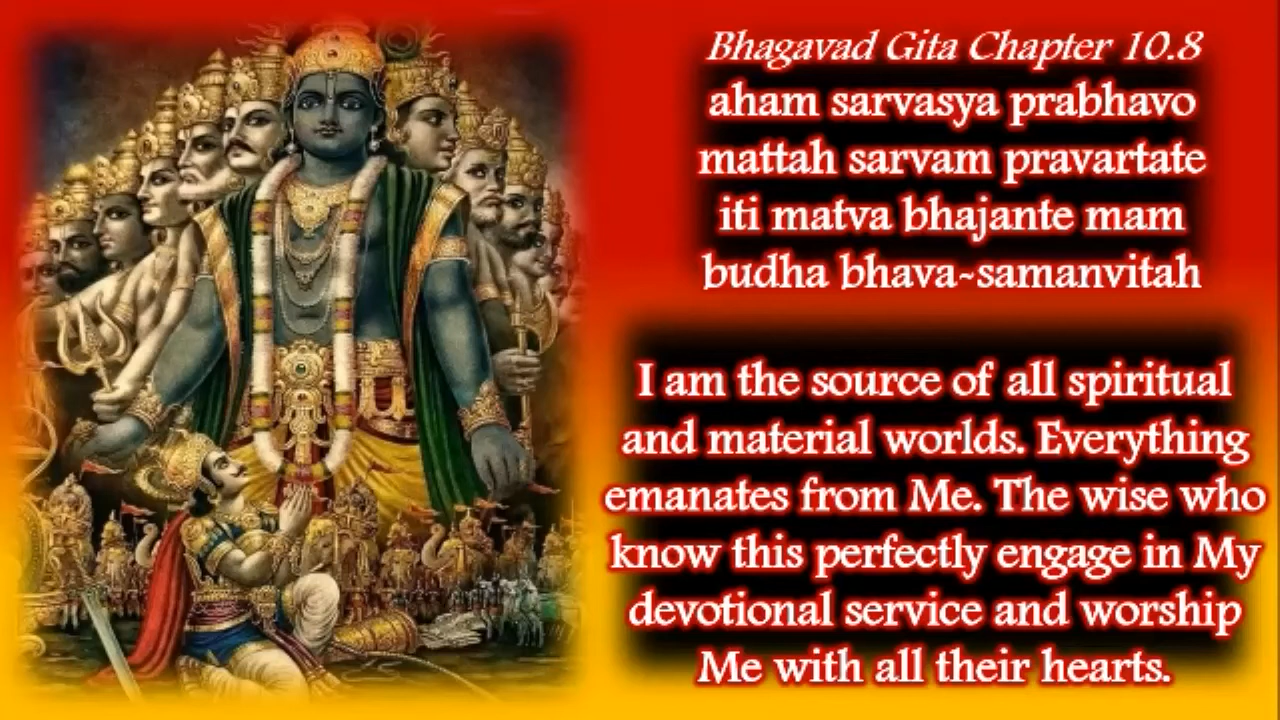 Bhagavad Gita Chapter 10.8
aham sarvasya prabhavo
mattah sarvam pravartate
iti matva bhajante mam
budha bhava-samanvitah
I am the source of all spiritual
and material worlds. Everything
emanates from Me. The wise who
know this perfectly engage in My
devotional service and worship
Me with all their hearts.